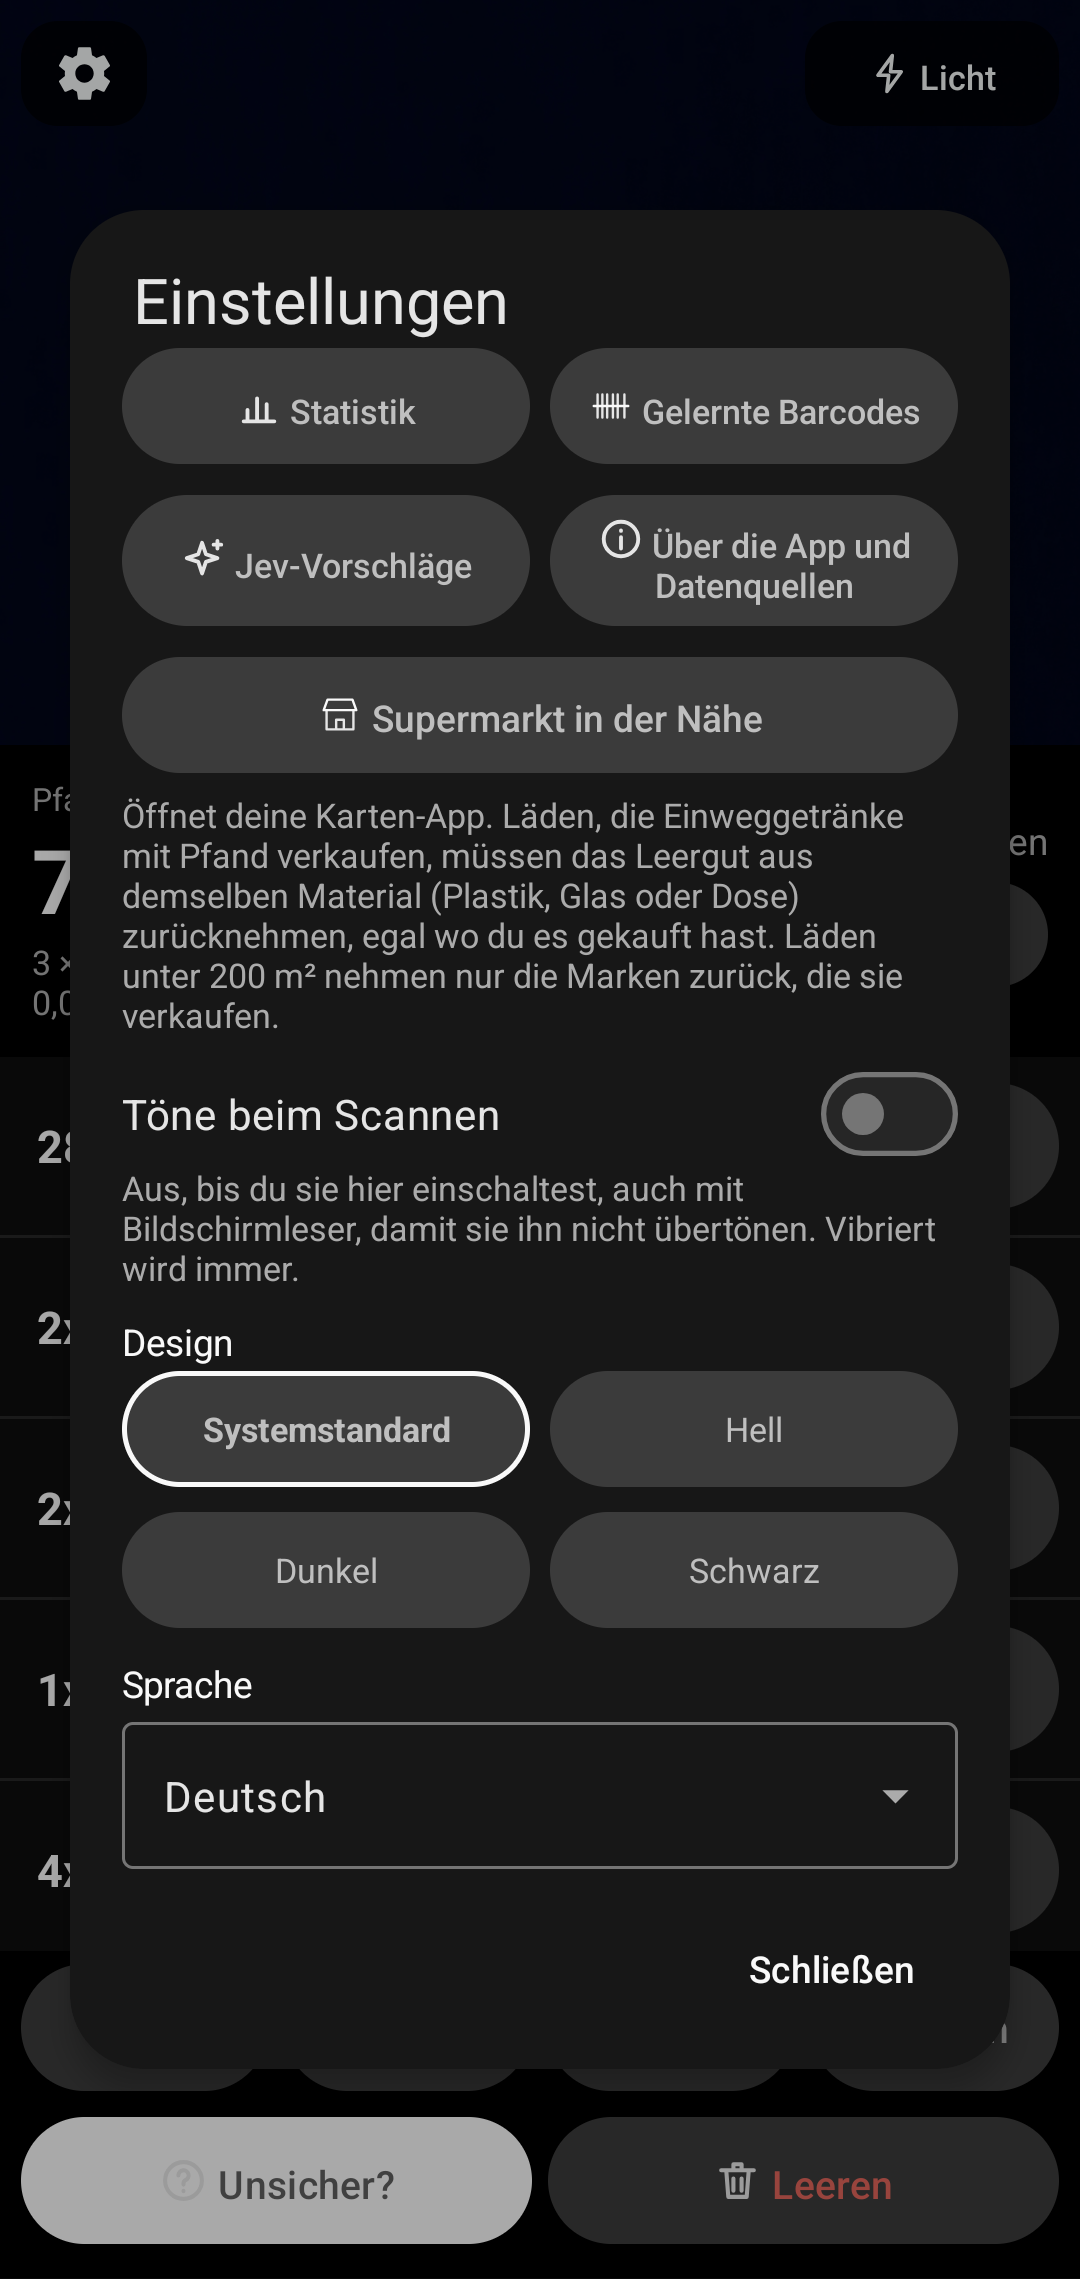 Licht
Einstellungen
Statistik
Gelernte Barcodes
Jev-Vorschläge
Über die App und
Datenquellen
Supermarkt in der Nähe
Öffnet deine Karten-App. Läden, die Einweggetränke
mit Pfand verkaufen, müssen das Leergut aus
demselben Material (Plastik, Glas oder Dose)
zurücknehmen, egal wo du es gekauft hast. Läden
unter 200 m² nehmen nur die Marken zurück, die sie
verkaufen.
Töne beim Scannen
Aus, bis du sie hier einschaltest, auch mit
Bildschirmleser, damit sie ihn nicht übertönen. Vibriert
wird immer.
Design
Systemstandard
Hell
Dunkel
Schwarz
Sprache
Deutsch
Schließen
Unsicher?
Leeren